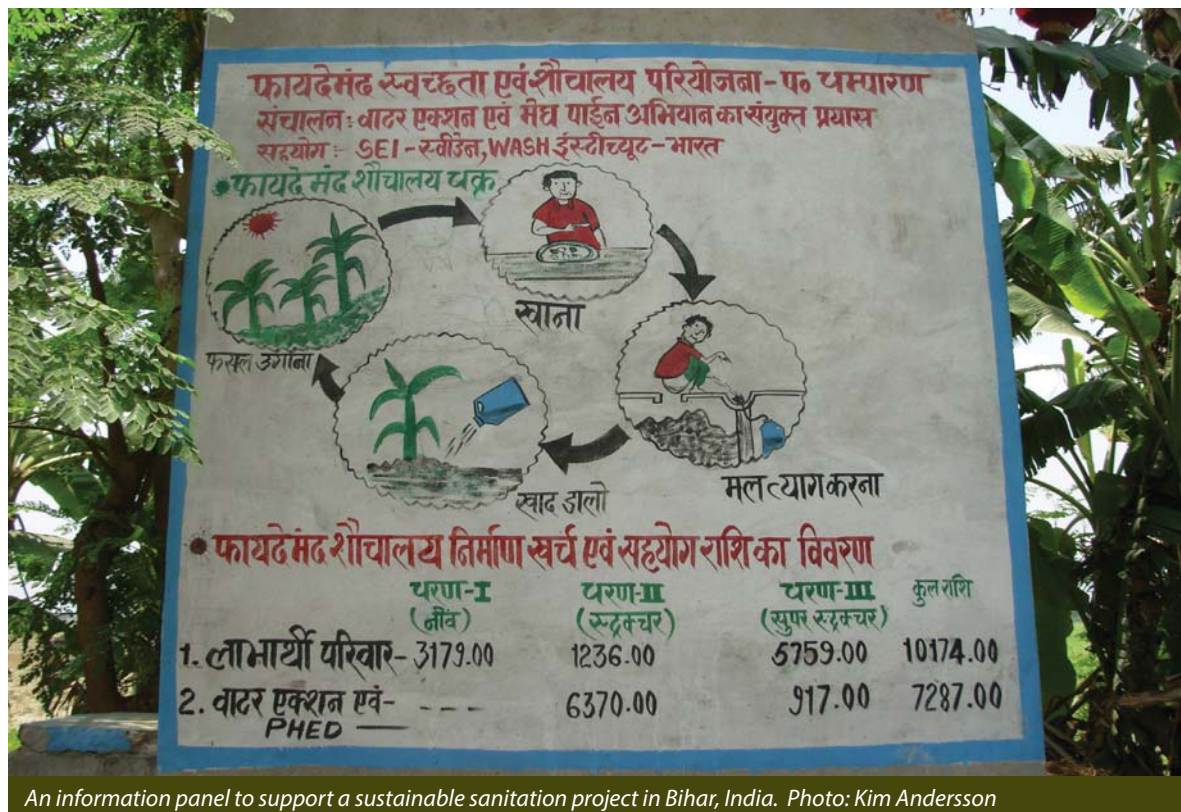 फायदेमंद स्वच्छता एवं शौचालय परियोजना-प० चम्पारण
संचालन: वाटर एक्शन एवं मेघ पाईन अभियान का संयुक्त प्रयास
सहयोग: SEI-स्वीडेन, WASH इंस्टीच्यूट-भारत
•फायदेमंद शौचालय चक्र
खाना
फसल उगाना
मल त्याग करना
खाद डालो
•फायदेमंद शौचालय निर्माण खर्च एवं सहयोग राशि का विवरण
चरण-I चरण-II चरण-III कुल राशि
(नींव) (स्ट्रक्चर) (सुपर स्ट्रक्चर)
1. लाभार्थी परिवार- 3179.00 1236.00 5759.00 10174.00
2. वाटर एक्शन एवं- ---- 6370.00 917.00 7287.00
PHED —
An information panel to support a sustainable sanitation project in Bihar, India. Photo: Kim Andersson